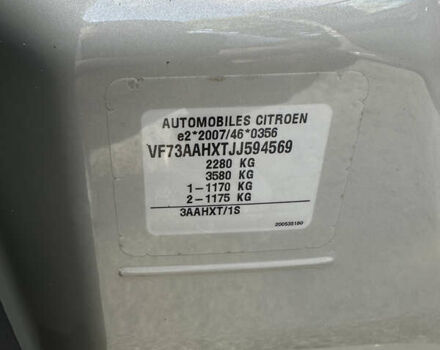 AUTOMOBILES CITROEN
e2*2007/46*0356
VF73AAHXTJJ594569
2280 KG
3580 KG
1-1170 KG
2-1175 KG
3AAHXT/1S